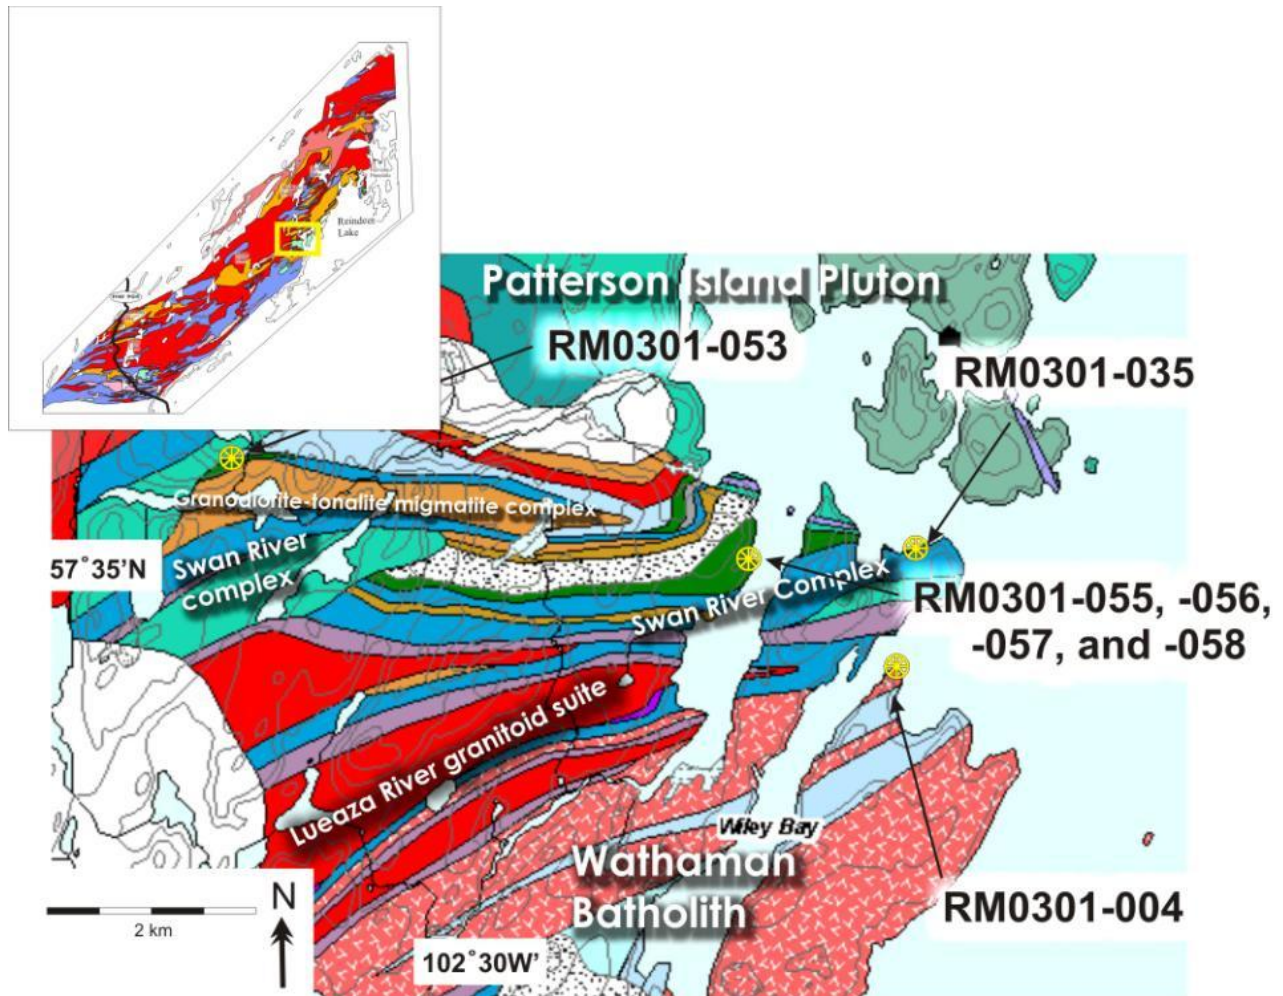 Reindeer
Lake
Patterson Island Pluton
RM0301-053
RM0301-035
Granodiorite-tonalite migmatite complex
57°35'N
Swan River
complex
Swan River Complex
RM0301-055, -056,
-057, and -058
Lueaza River granitoid suite
Wiley Bay
Wathaman
Batholith
RM0301-004
N
2 km
102°30W'